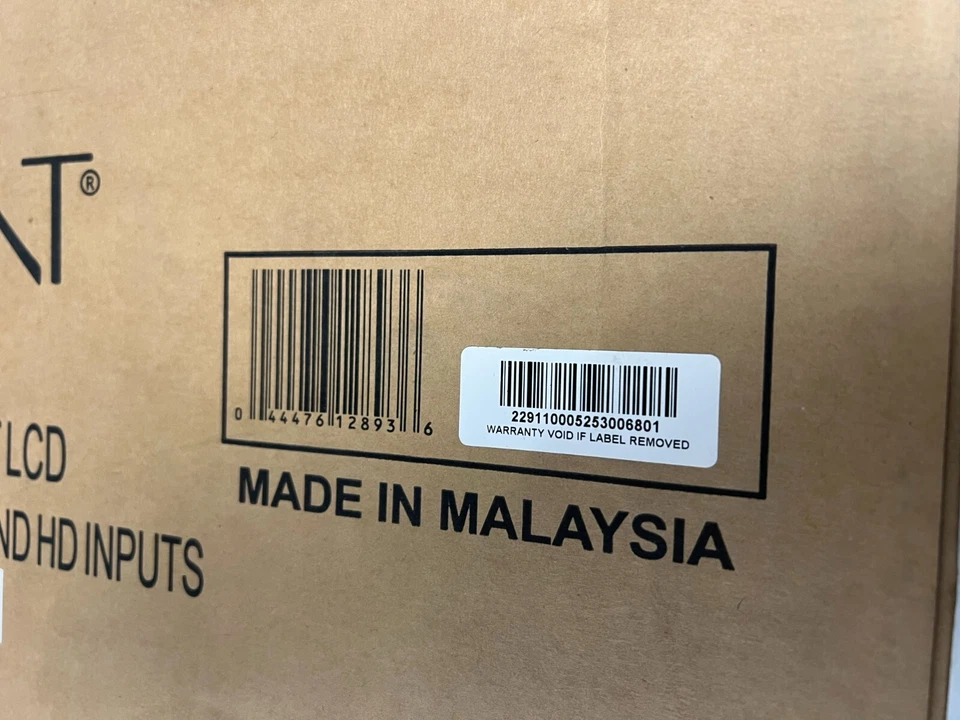 NT®
LCD
ND HD INPUTS
0 44476 12893 6
229110005253006801
WARRANTY VOID IF LABEL REMOVED
MADE IN MALAYSIA